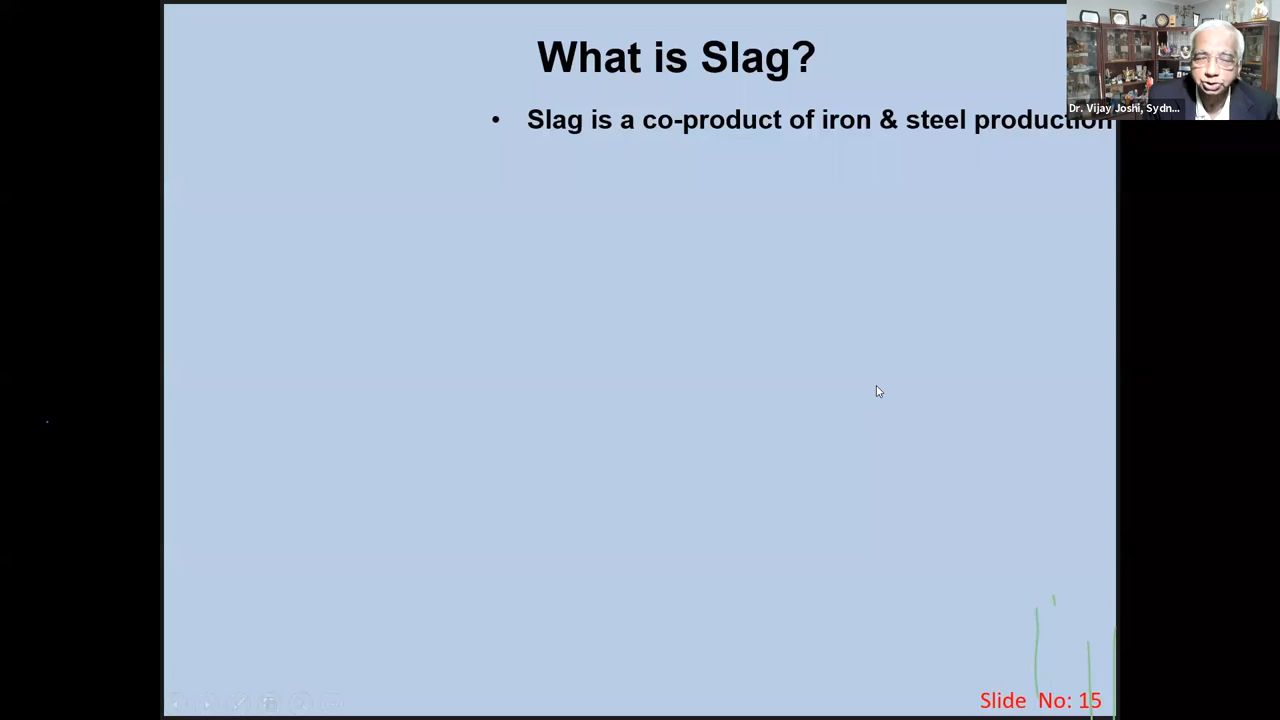 What is Slag?
• Slag is a co-product of iron & steel production
Dr. Vijay Joshi, Sydn...
Slide No: 15